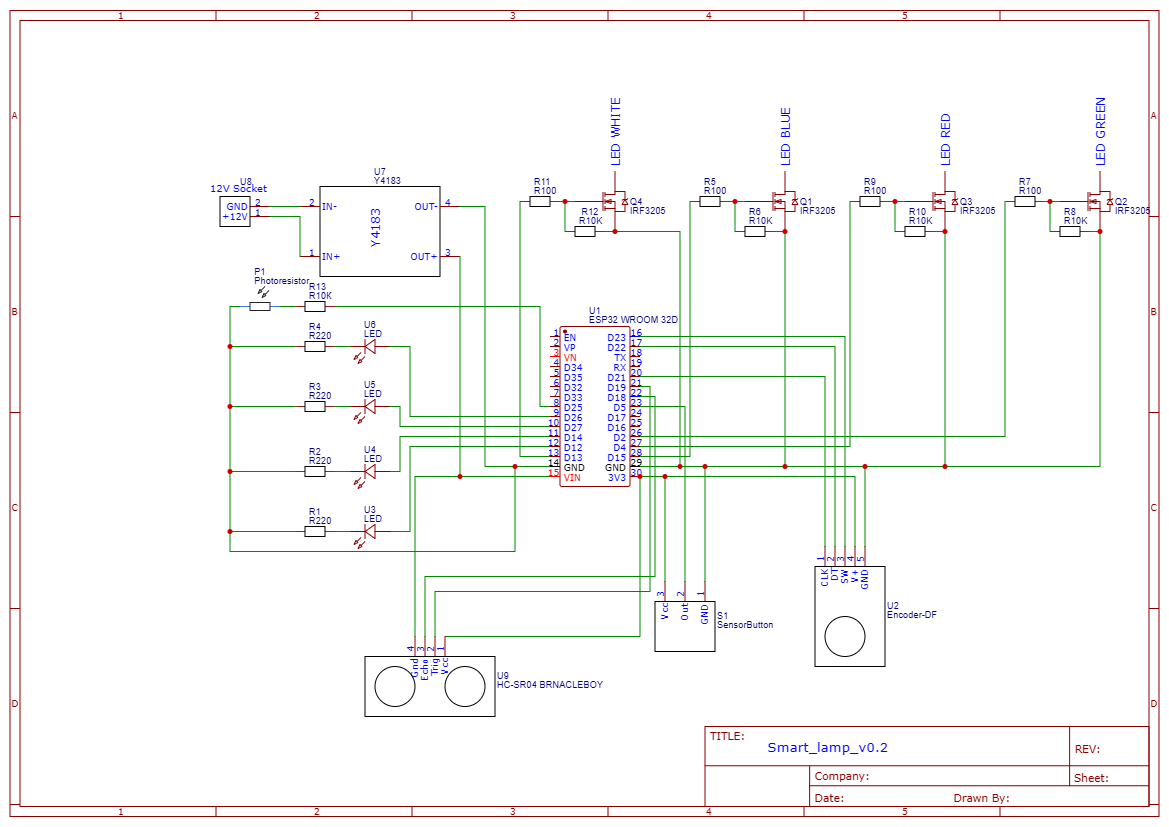 1 2 3 4 5
A A
B B
C C
D D
LED WHITE
LED BLUE
LED RED
LED GREEN
U8
12V Socket
GND 2
+12V 1
U7
Y4183
2 IN-
1 IN+
Y4183
OUT- 4
OUT+ 3
R11
R100
R12
R10K
Q4
IRF3205
R5
R100
R6
R10K
Q1
IRF3205
R9
R100
R10
R10K
Q3
IRF3205
R7
R100
R8
R10K
Q2
IRF3205
P1
Photoresistor
R13
R10K
R4
R220
U6
LED
R3
R220
U5
LED
R2
R220
U4
LED
R1
R220
U3
LED
U1
ESP32 WROOM 32D
1 EN D23 16
2 VP D22 17
3 VN TX 18
4 D34 RX 19
5 D35 D21 20
6 D32 D19 21
7 D33 D18 22
8 D25 D5 23
9 D26 D17 24
10 D27 D16 25
11 D14 D2 26
12 D12 D4 27
13 D13 D15 28
14 GND GND 29
15 VIN 3V3 30
4 3 2 1
Gnd Echo Trig Vcc
U9
HC-SR04 BRNACLEBOY
3 2 1
Vcc Out GND
S1
SensorButton
1 2 3 4 5
CLK DT SW V+ GND
U2
Encoder-DF
TITLE:
Smart_lamp_v0.2
REV:
Company:
Sheet:
Date:
Drawn By:
1 2 3 4 5